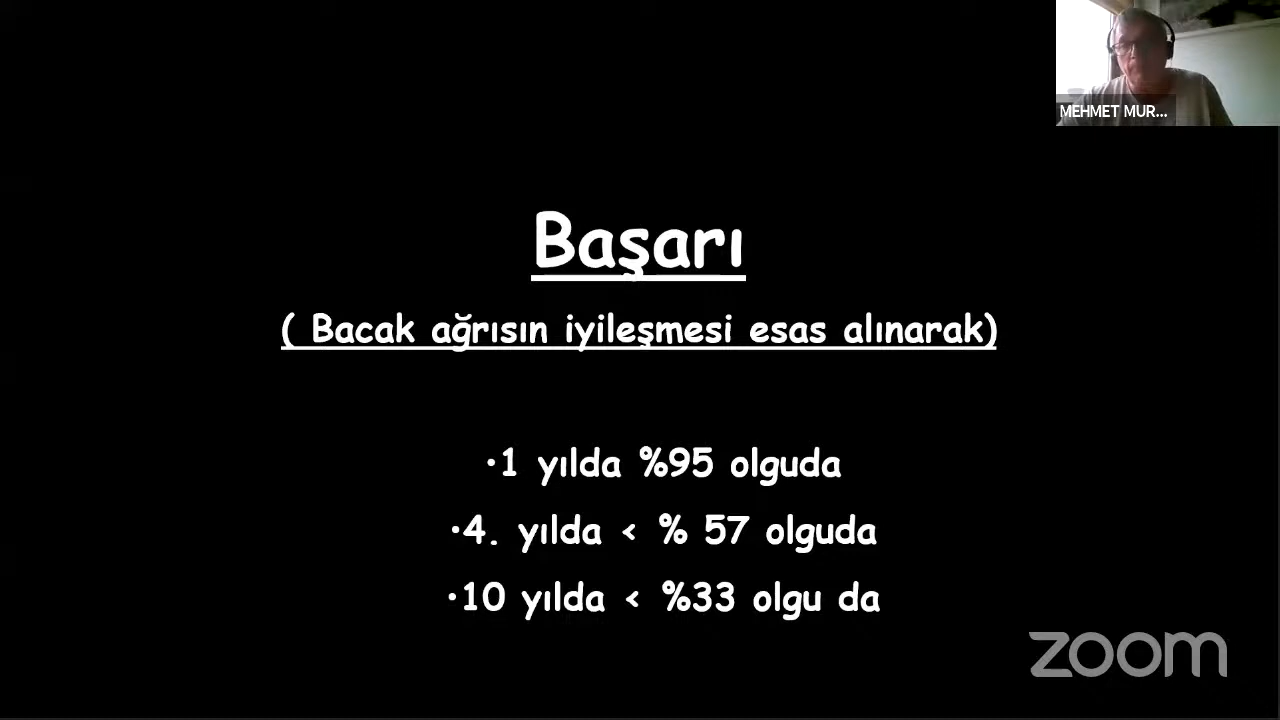 MEHMET MUR...
Başarı
( Bacak ağrısın iyileşmesi esas alınarak)
•1 yılda %95 olguda
•4. yılda < % 57 olguda
•10 yılda < %33 olgu da
zoom